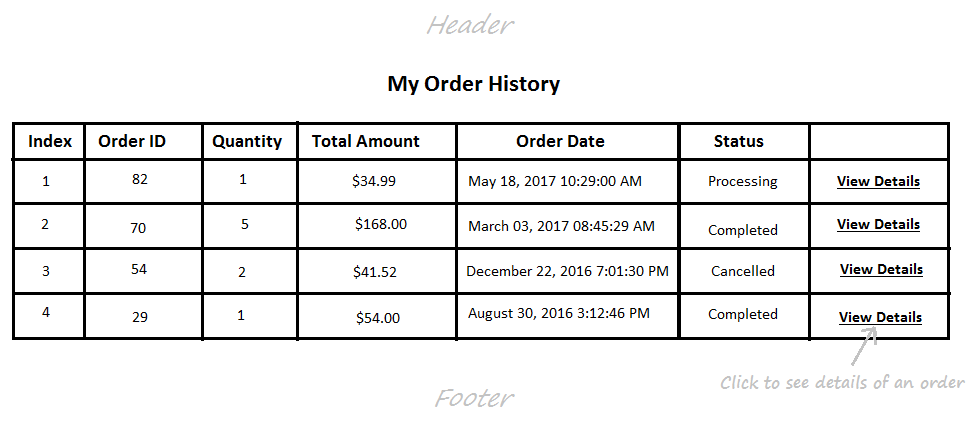 Header
My Order History
Index Order ID Quantity Total Amount Order Date Status
1 82 1 $34.99 May 18, 2017 10:29:00 AM Processing View Details
2 70 5 $168.00 March 03, 2017 08:45:29 AM Completed View Details
3 54 2 $41.52 December 22, 2016 7:01:30 PM Cancelled View Details
4 29 1 $54.00 August 30, 2016 3:12:46 PM Completed View Details
Click to see details of an order
Footer